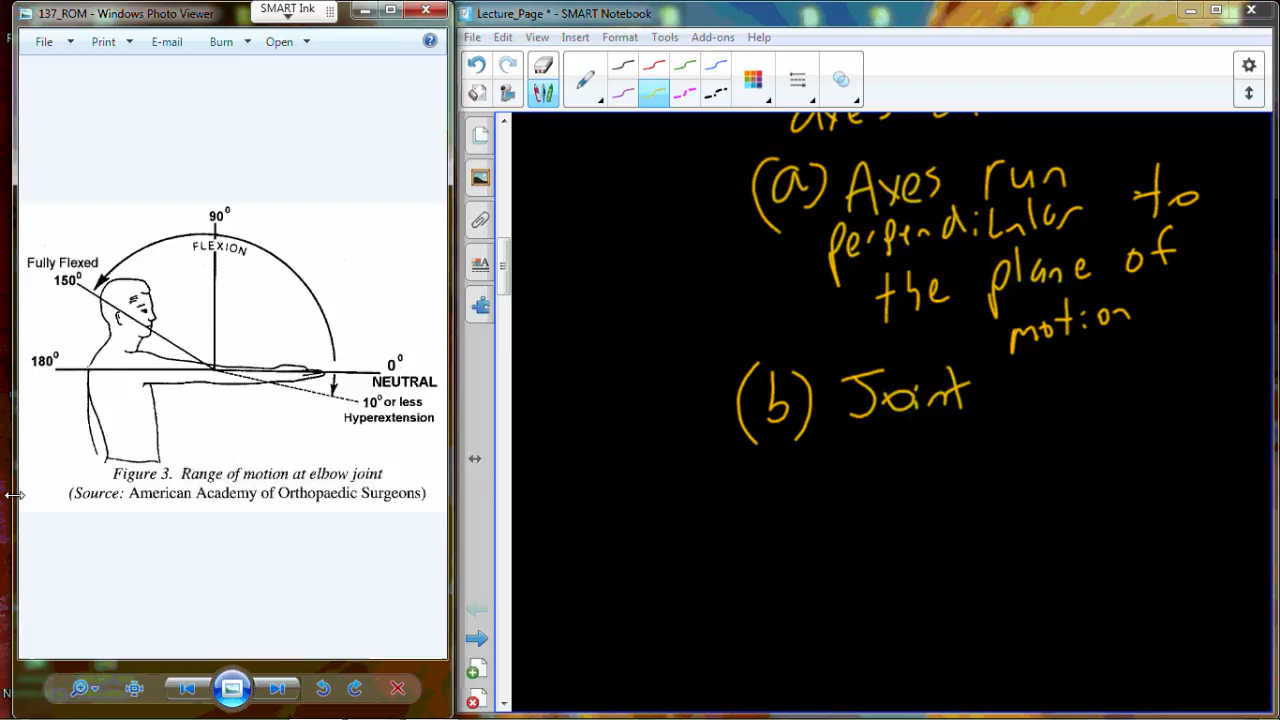 137_ROM - Windows Photo Viewer
SMART Ink
File Print E-mail Burn Open
90°
FLEXION
Fully Flexed
150°
180°
0°
NEUTRAL
10° or less
Hyperextension
Figure 3. Range of motion at elbow joint
(Source: American Academy of Orthopaedic Surgeons)
Lecture_Page * - SMART Notebook
File Edit View Insert Format Tools Add-ons Help
axes
(a) Axes run
perpendicular to
the plane of
motion
(b) Joint